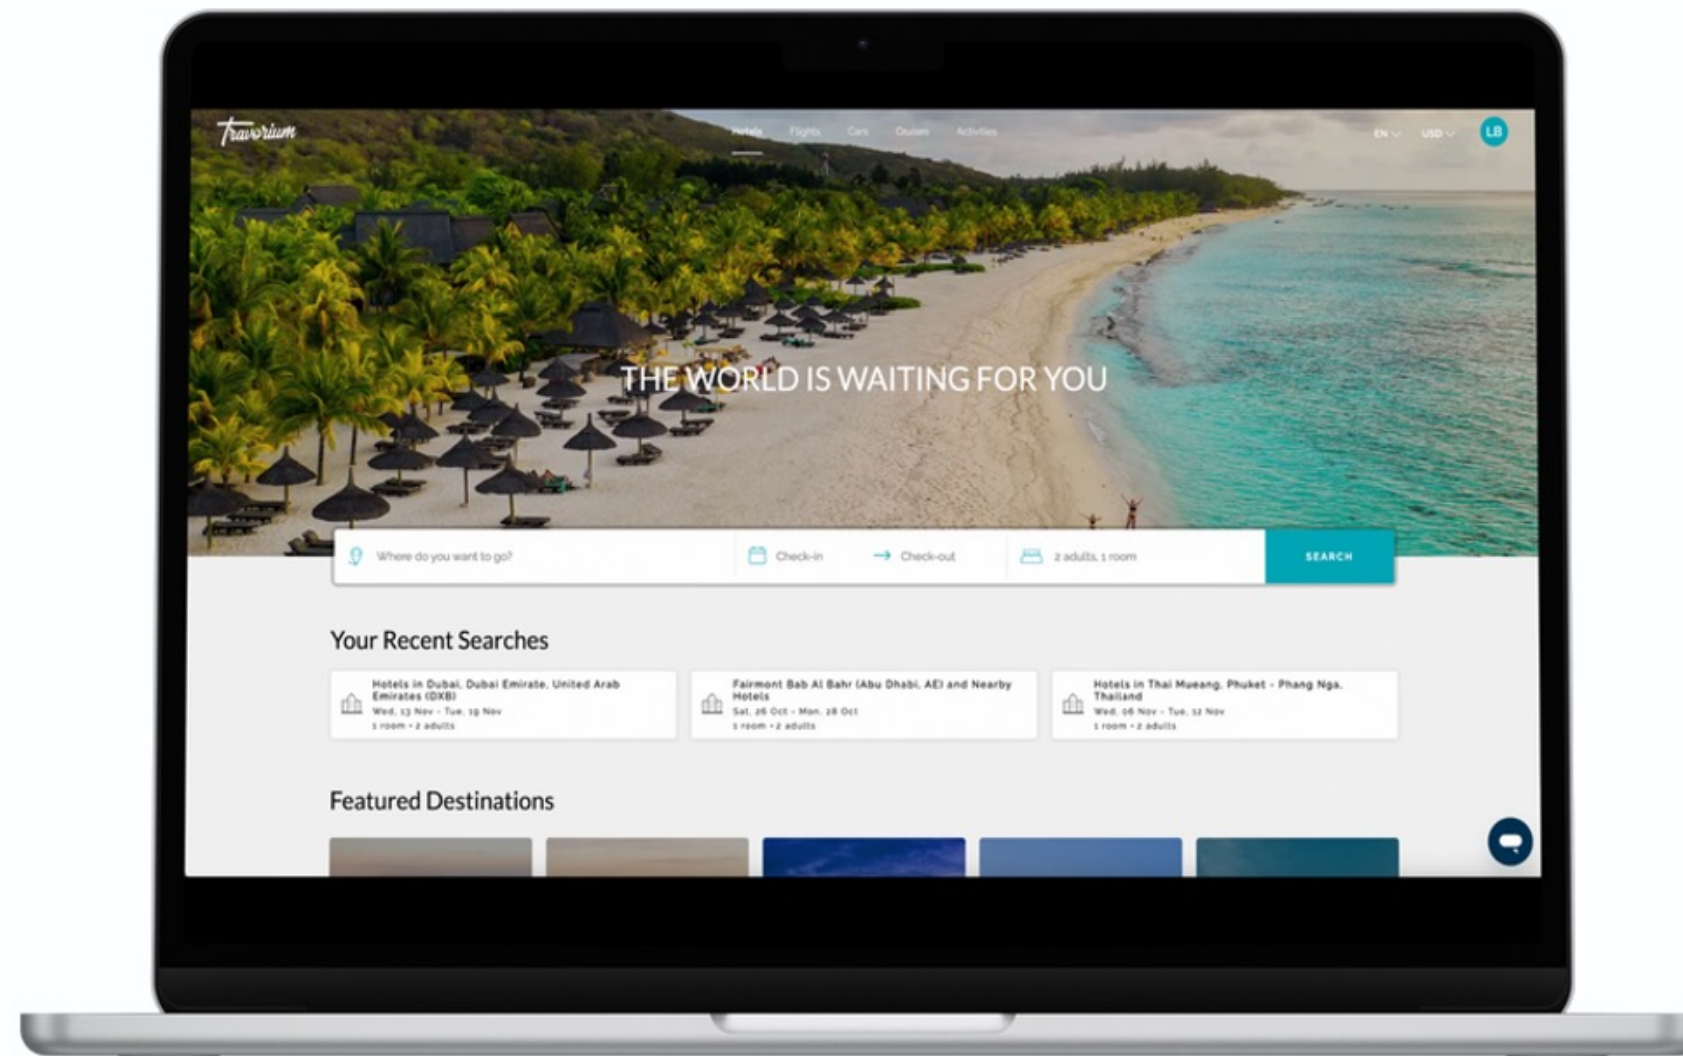 Travorium
Hotels Flights Cars Cruises Activities
EN USD LB
THE WORLD IS WAITING FOR YOU
Where do you want to go?
Check-in
Check-out
2 adults, 1 room
SEARCH
Your Recent Searches
Hotels in Dubai, Dubai Emirate, United Arab
Emirates (DXB)
Wed, 13 Nov - Tue, 19 Nov
1 room • 2 adults
Fairmont Bab Al Bahr (Abu Dhabi, AE) and Nearby
Hotels
Sat, 26 Oct - Mon, 28 Oct
1 room • 2 adults
Hotels in Thai Mueang, Phuket - Phang Nga,
Thailand
Wed, 06 Nov - Tue, 12 Nov
1 room • 2 adults
Featured Destinations